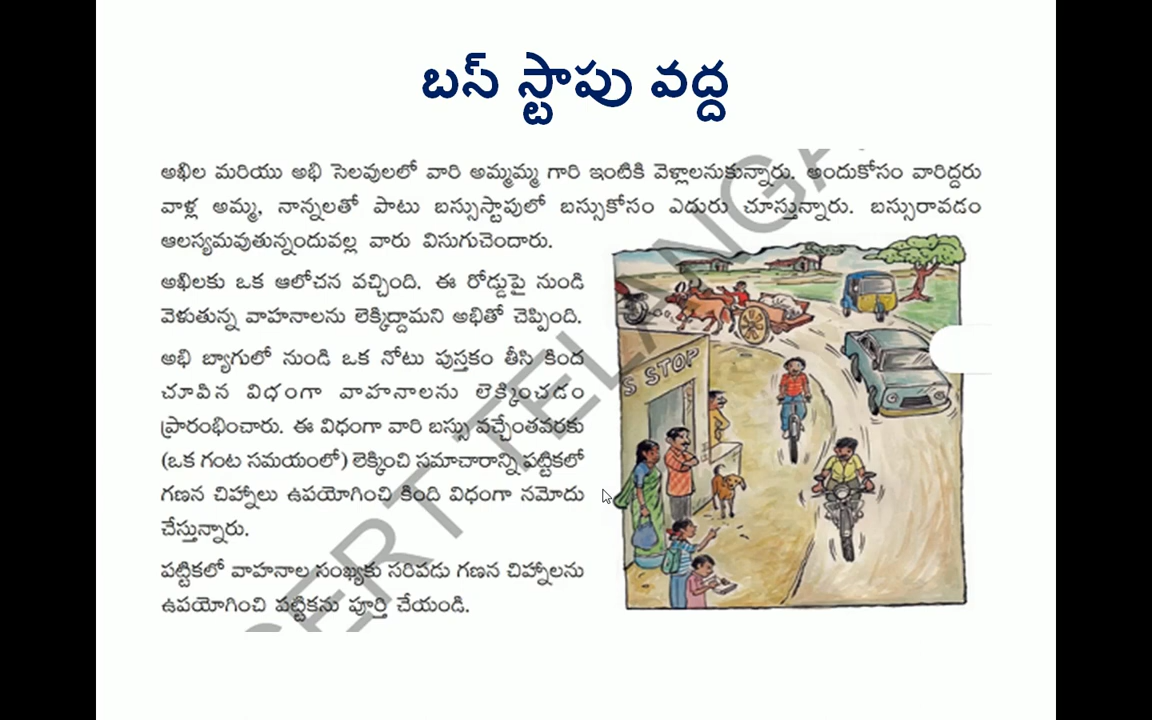 బస్ స్టాపు వద్ద
అఖిల మరియు అభి సెలవులలో వారి అమ్మమ్మ గారి ఇంటికి వెళ్లాలనుకున్నారు. అందుకోసం వారిద్దరు
వాళ్ల అమ్మ, నాన్నలతో పాటు బస్సుస్టాపులో బస్సుకోసం ఎదురు చూస్తున్నారు. బస్సురావడం
ఆలస్యమవుతున్నందువల్ల వారు విసుగుచెందారు.
అఖిలకు ఒక ఆలోచన వచ్చింది. ఈ రోడ్డుపై నుండి
వెళుతున్న వాహనాలను లెక్కిద్దామని అభితో చెప్పింది.
అభి బ్యాగులో నుండి ఒక నోటు పుస్తకం తీసి కింద
చూపిన విధంగా వాహనాలను లెక్కించడం
ప్రారంభించారు. ఈ విధంగా వారి బస్సు వచ్చేంతవరకు
(ఒక గంట సమయంలో) లెక్కించి సమాచారాన్ని పట్టికలో
గణన చిహ్నాలు ఉపయోగించి కింది విధంగా నమోదు
చేస్తున్నారు.
పట్టికలో వాహనాల సంఖ్యకు సరిపడు గణన చిహ్నాలను
ఉపయోగించి పట్టికను పూర్తి చేయండి.
S STOP
ERT TELANGA